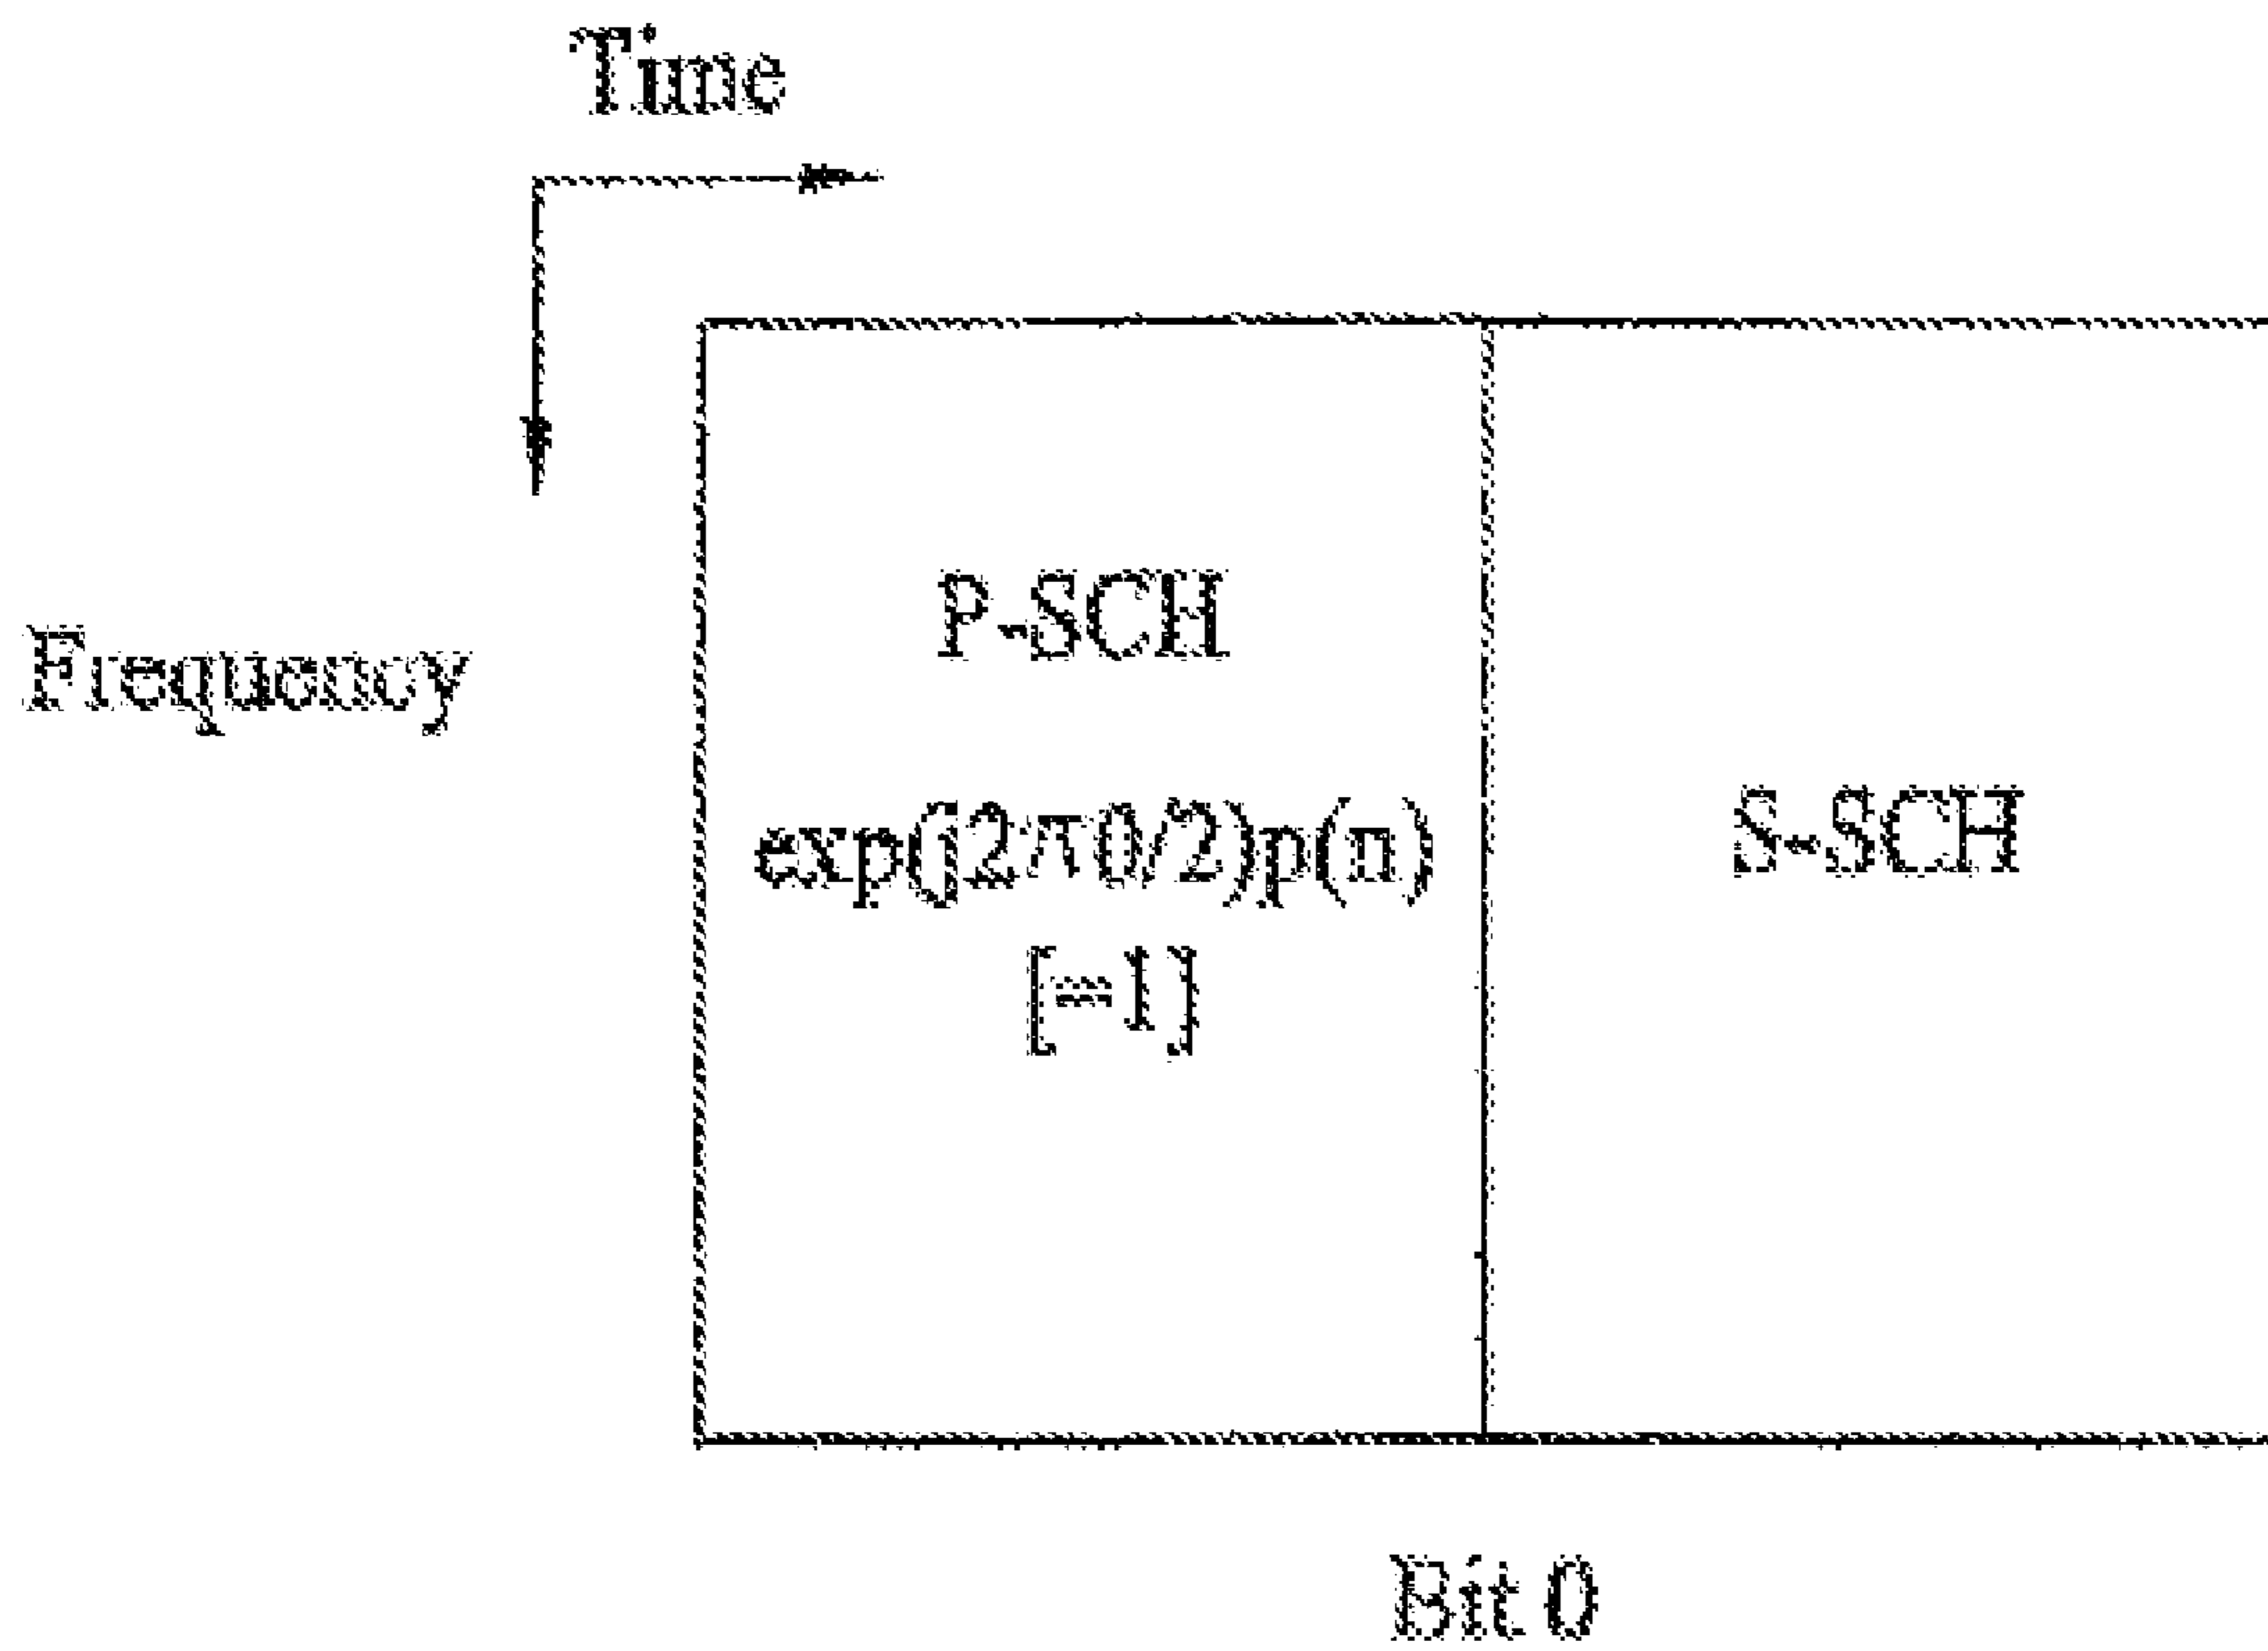 Time
Frequency
P-SCH
exp(j2π0/2)p(n)
[=1]
S-SCH
Bit 0